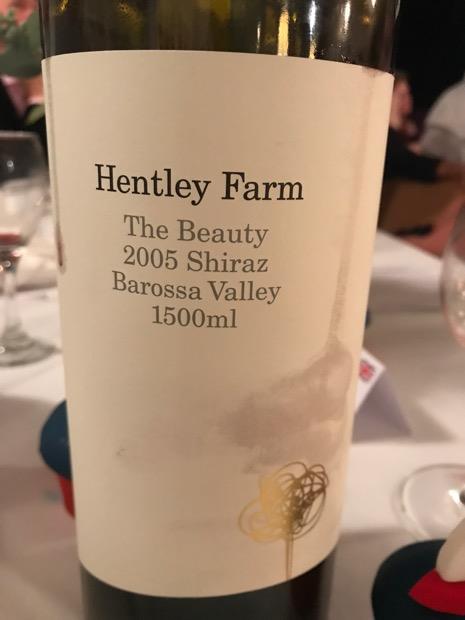 Hentley Farm
The Beauty
2005 Shiraz
Barossa Valley
1500ml